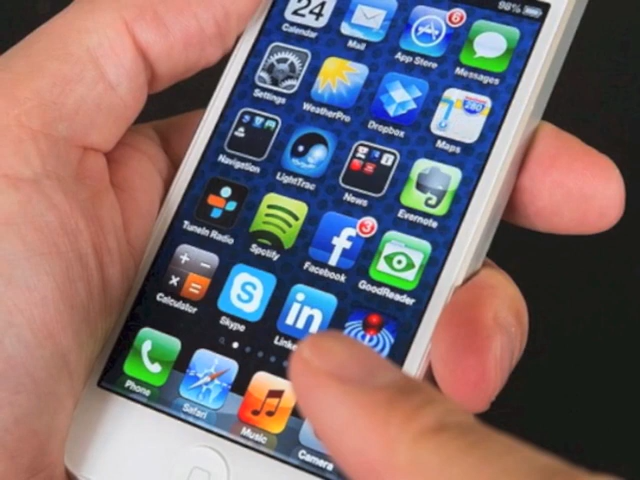 98%
24
Calendar
Mail
6
App Store
Messages
Settings
WeatherPro
Dropbox
280
Maps
Navigation
LightTrac
News
Evernote
TuneIn Radio
Spotify
3
Facebook
GoodReader
Calculator
Skype
in
Phone
Safari
Music
Camera